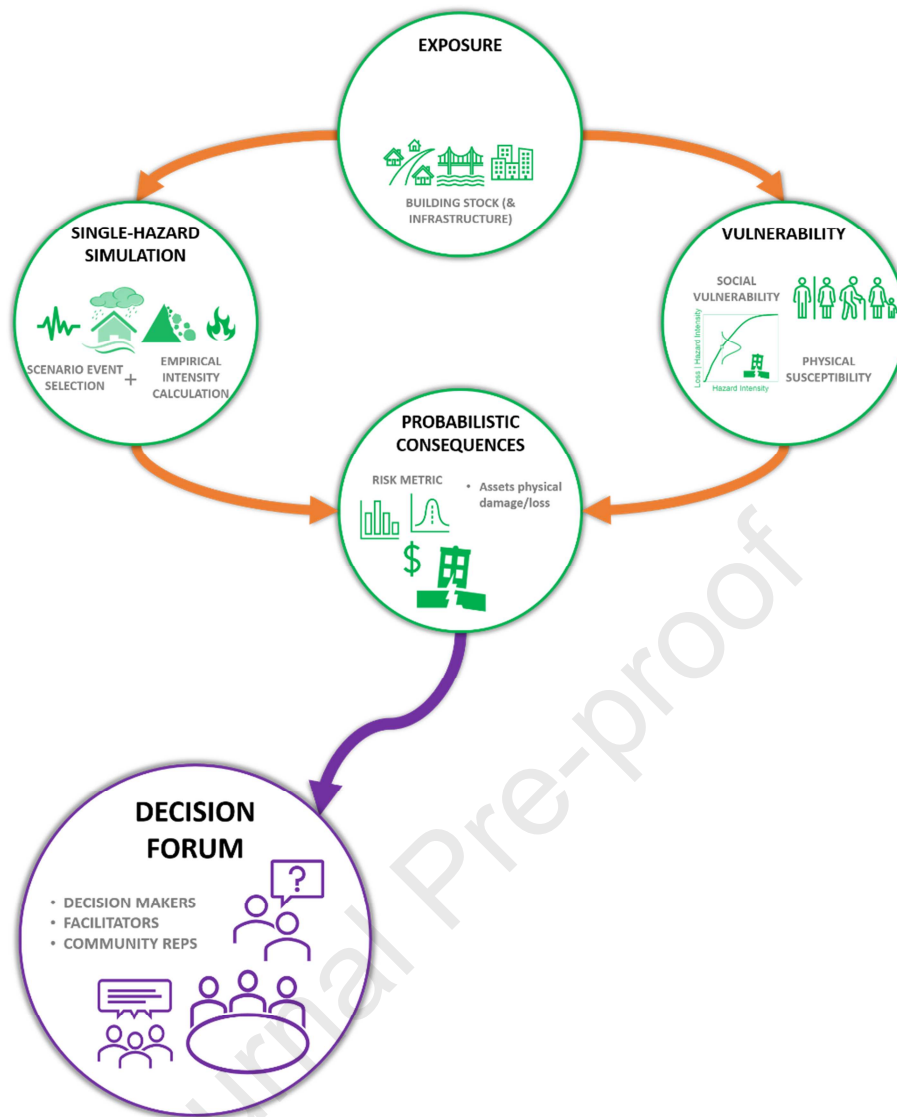 EXPOSURE
BUILDING STOCK (&
INFRASTRUCTURE)
SINGLE-HAZARD
SIMULATION
SCENARIO EVENT
SELECTION
+
EMPIRICAL
INTENSITY
CALCULATION
VULNERABILITY
SOCIAL
VULNERABILITY
Loss | Hazard Intensity
Hazard Intensity
PHYSICAL
SUSCEPTIBILITY
PROBABILISTIC
CONSEQUENCES
RISK METRIC
• Assets physical
damage/loss
$
DECISION
FORUM
?
• DECISION MAKERS
• FACILITATORS
• COMMUNITY REPS
urnal Pre-proof